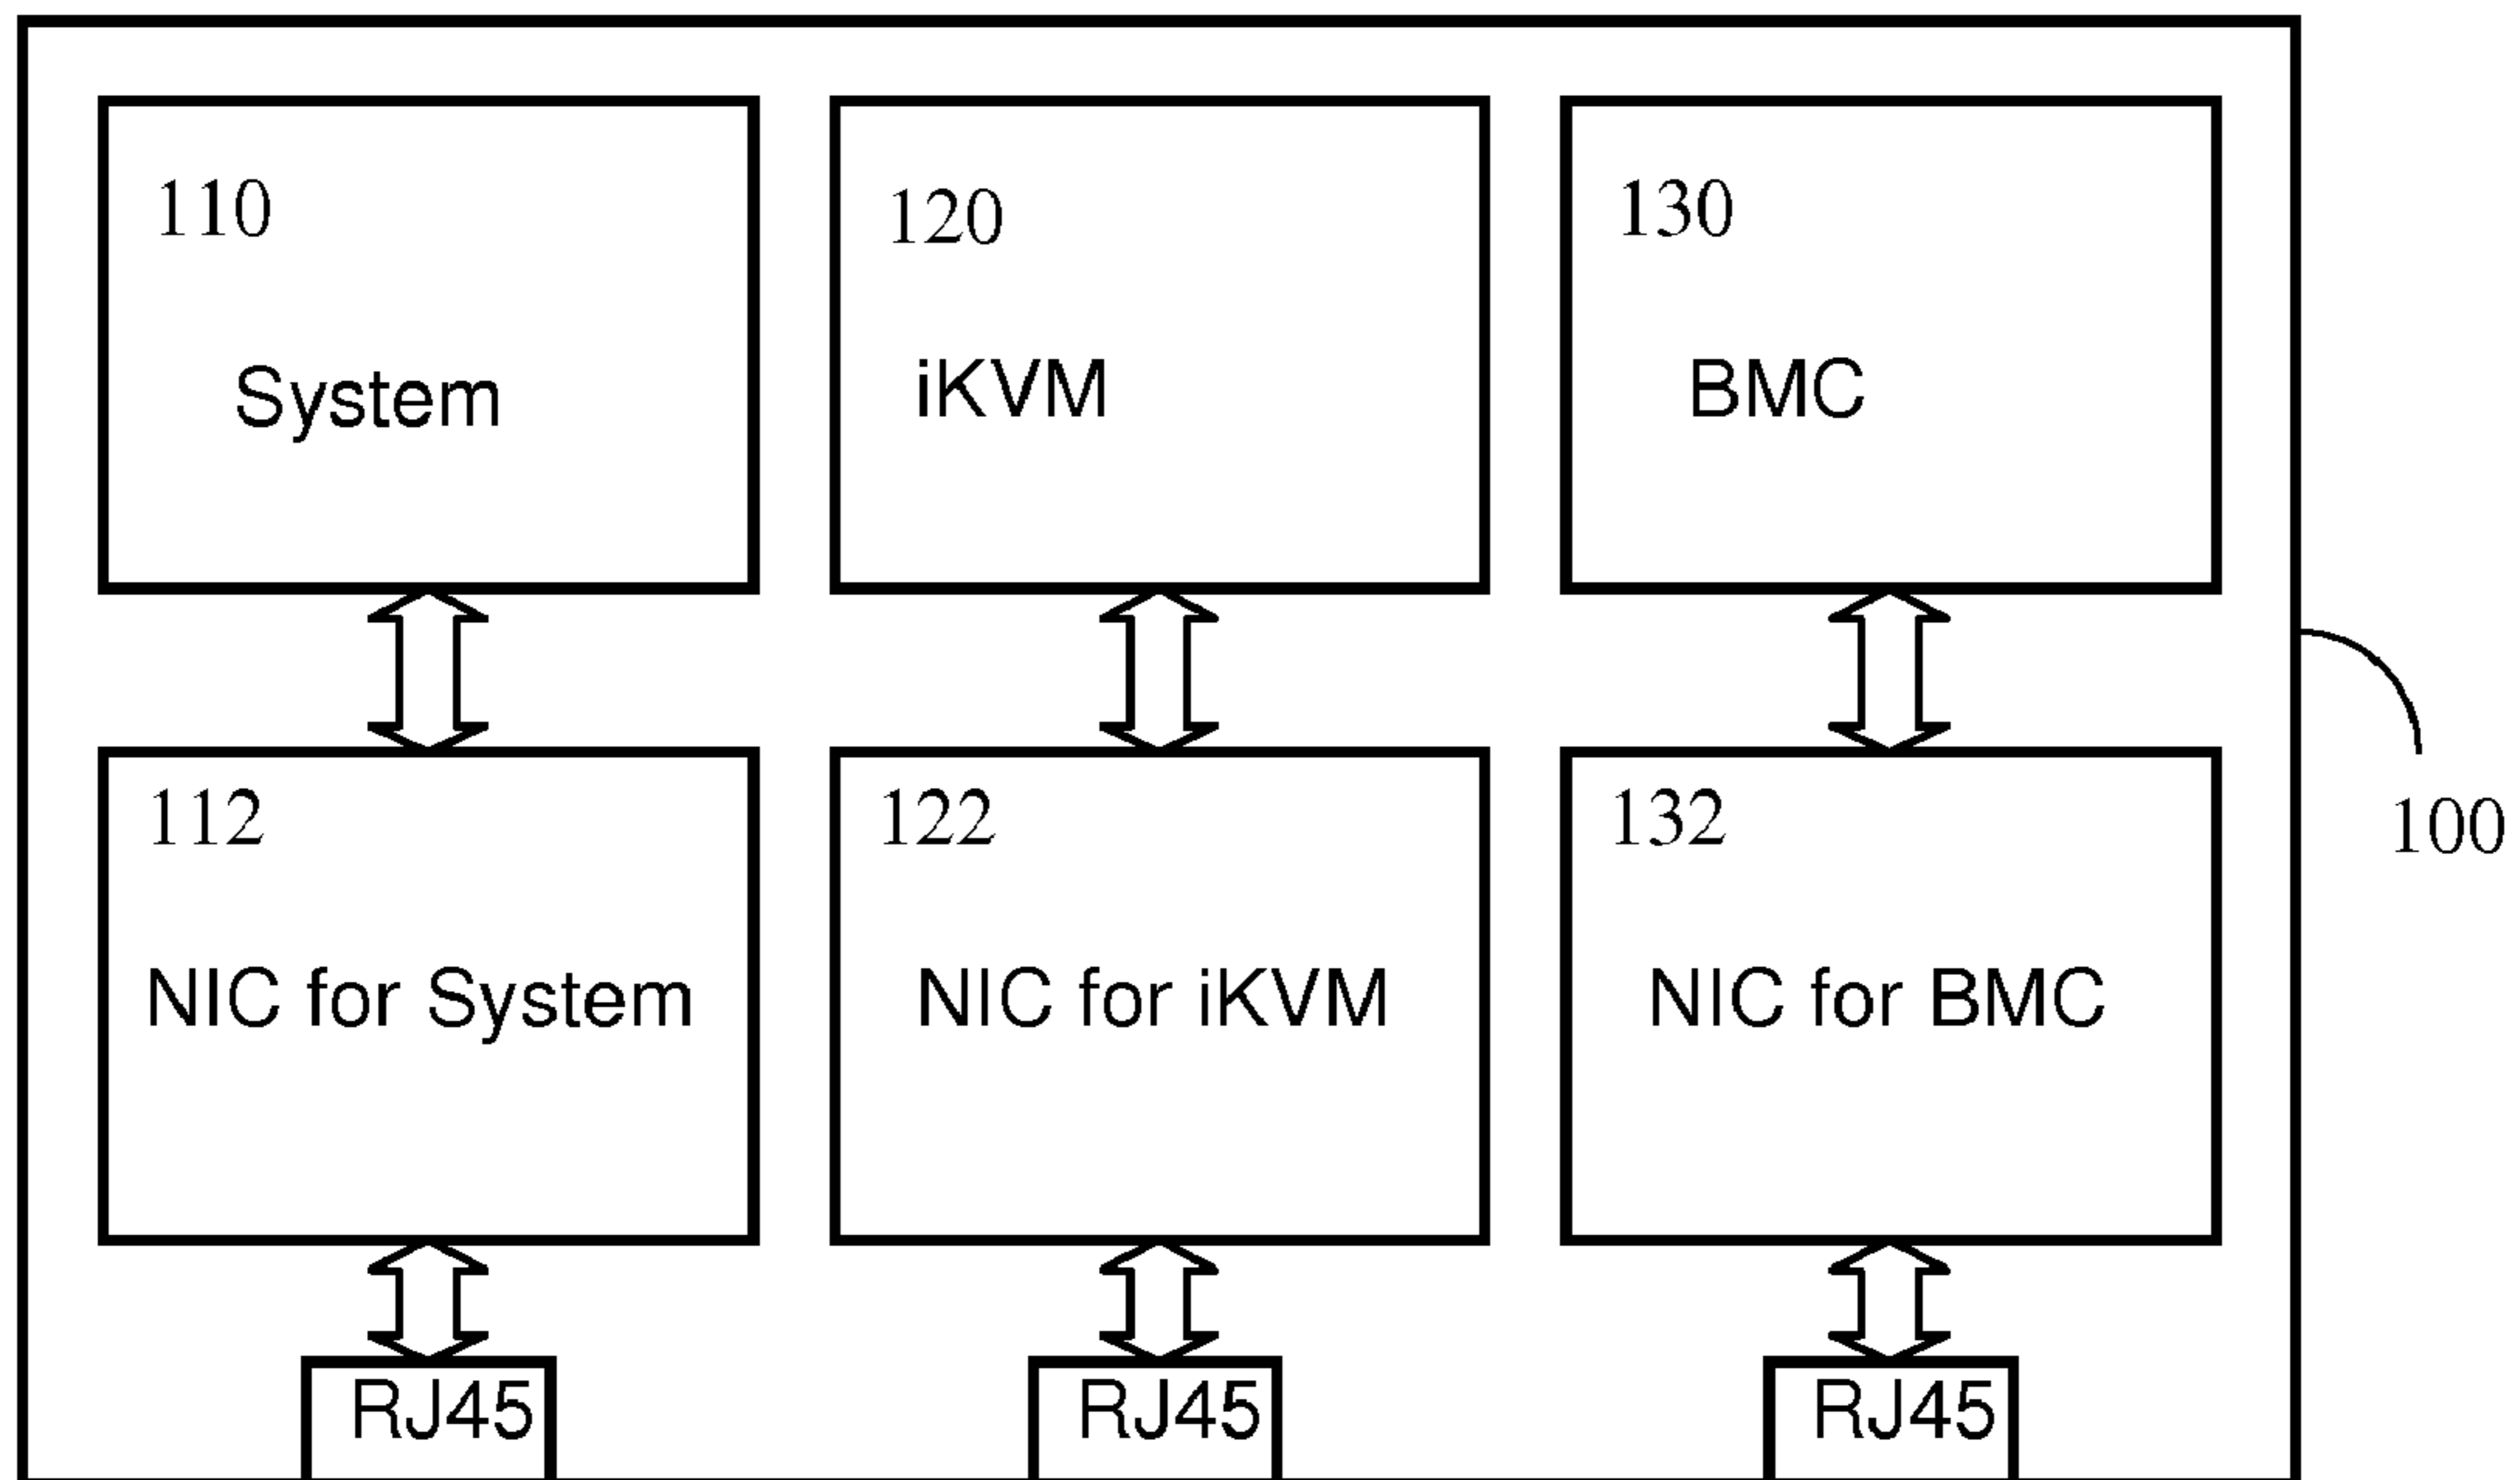 110
120
130
System
iKVM
BMC
112
122
132
100
NIC for System
NIC for iKVM
NIC for BMC
RJ45
RJ45
RJ45